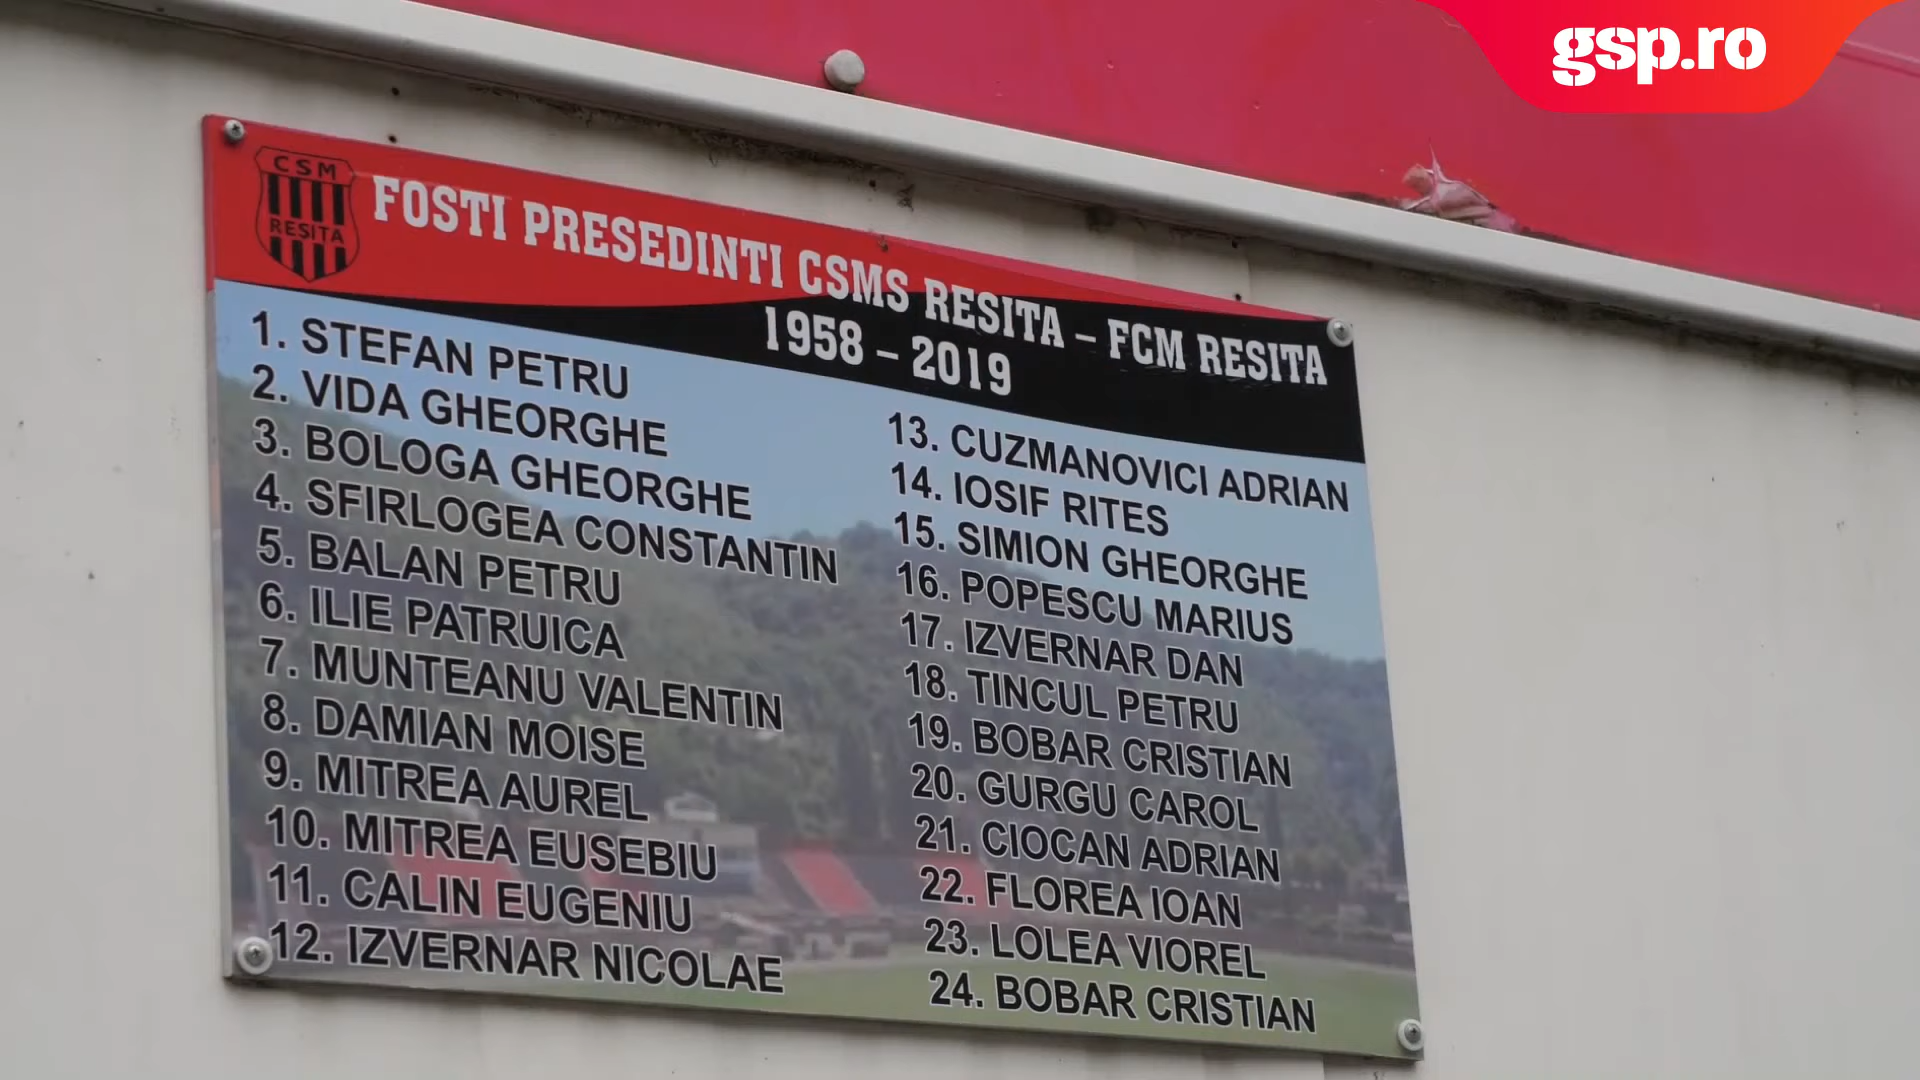 gsp.ro
CSM
RESITA
FOSTI PRESEDINTI CSMS RESITA – FCM RESITA
1958 – 2019
1. STEFAN PETRU
2. VIDA GHEORGHE
3. BOLOGA GHEORGHE
4. SFIRLOGEA CONSTANTIN
5. BALAN PETRU
6. ILIE PATRUICA
7. MUNTEANU VALENTIN
8. DAMIAN MOISE
9. MITREA AUREL
10. MITREA EUSEBIU
11. CALIN EUGENIU
12. IZVERNAR NICOLAE
13. CUZMANOVICI ADRIAN
14. IOSIF RITES
15. SIMION GHEORGHE
16. POPESCU MARIUS
17. IZVERNAR DAN
18. TINCUL PETRU
19. BOBAR CRISTIAN
20. GURGU CAROL
21. CIOCAN ADRIAN
22. FLOREA IOAN
23. LOLEA VIOREL
24. BOBAR CRISTIAN